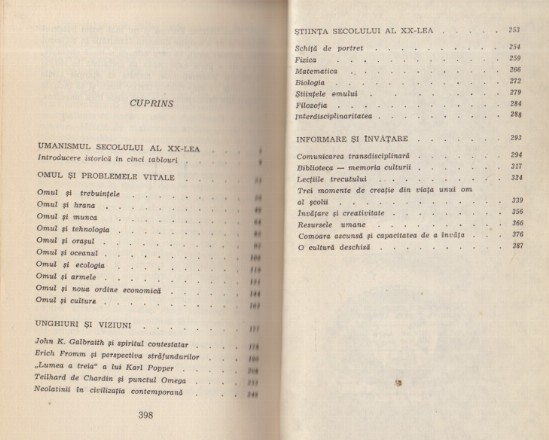 CUPRINS
UMANISMUL SECOLULUI AL XX-LEA
Introducere istorică în cinci tablouri
OMUL ȘI PROBLEMELE VITALE
Omul și trebuințele
Omul și hrana
Omul și munca
Omul și tehnologia
Omul și orașul
Omul și oceanul
Omul și ecologia
Omul și armele
Omul și noua ordine economică
Omul și cultura
UNGHIURI ȘI VIZIUNI
John K. Galbraith și spiritul contestatar
Erich Fromm și perspectiva străfundurilor
„Lumea a treia" a lui Karl Popper
Teilhard de Chardin și punctul Omega
Neolatinii în civilizația contemporană
398
ȘTIINȚA SECOLULUI AL XX-LEA . . . . 253
Schiță de portret . . . . 254
Fizica . . . . 259
Matematica . . . . 266
Biologia . . . . 272
Științele omului . . . . 279
Filozofia . . . . 284
Interdisciplinaritatea . . . . 288
INFORMARE ȘI ÎNVĂȚARE . . . . 293
Comunicarea transdisciplinară . . . . 294
Biblioteca — memoria culturii . . . . 317
Lecțiile trecutului . . . . 324
Trei momente de creație din viața unui om
al școlii . . . . 339
Învățare și creativitate . . . . 356
Resursele umane . . . . 366
Comoara ascunsă și capacitatea de a învăța . . 376
O cultură deschisă . . . . 387